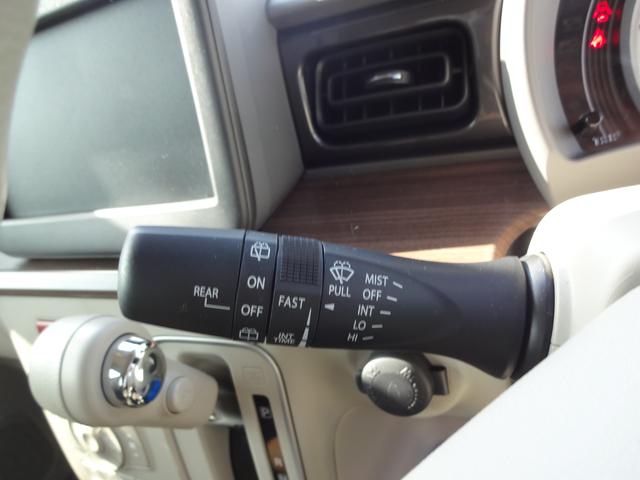 REAR
ON
OFF
FAST
INT
TIME
PULL
MIST
OFF
INT
LO
HI
P